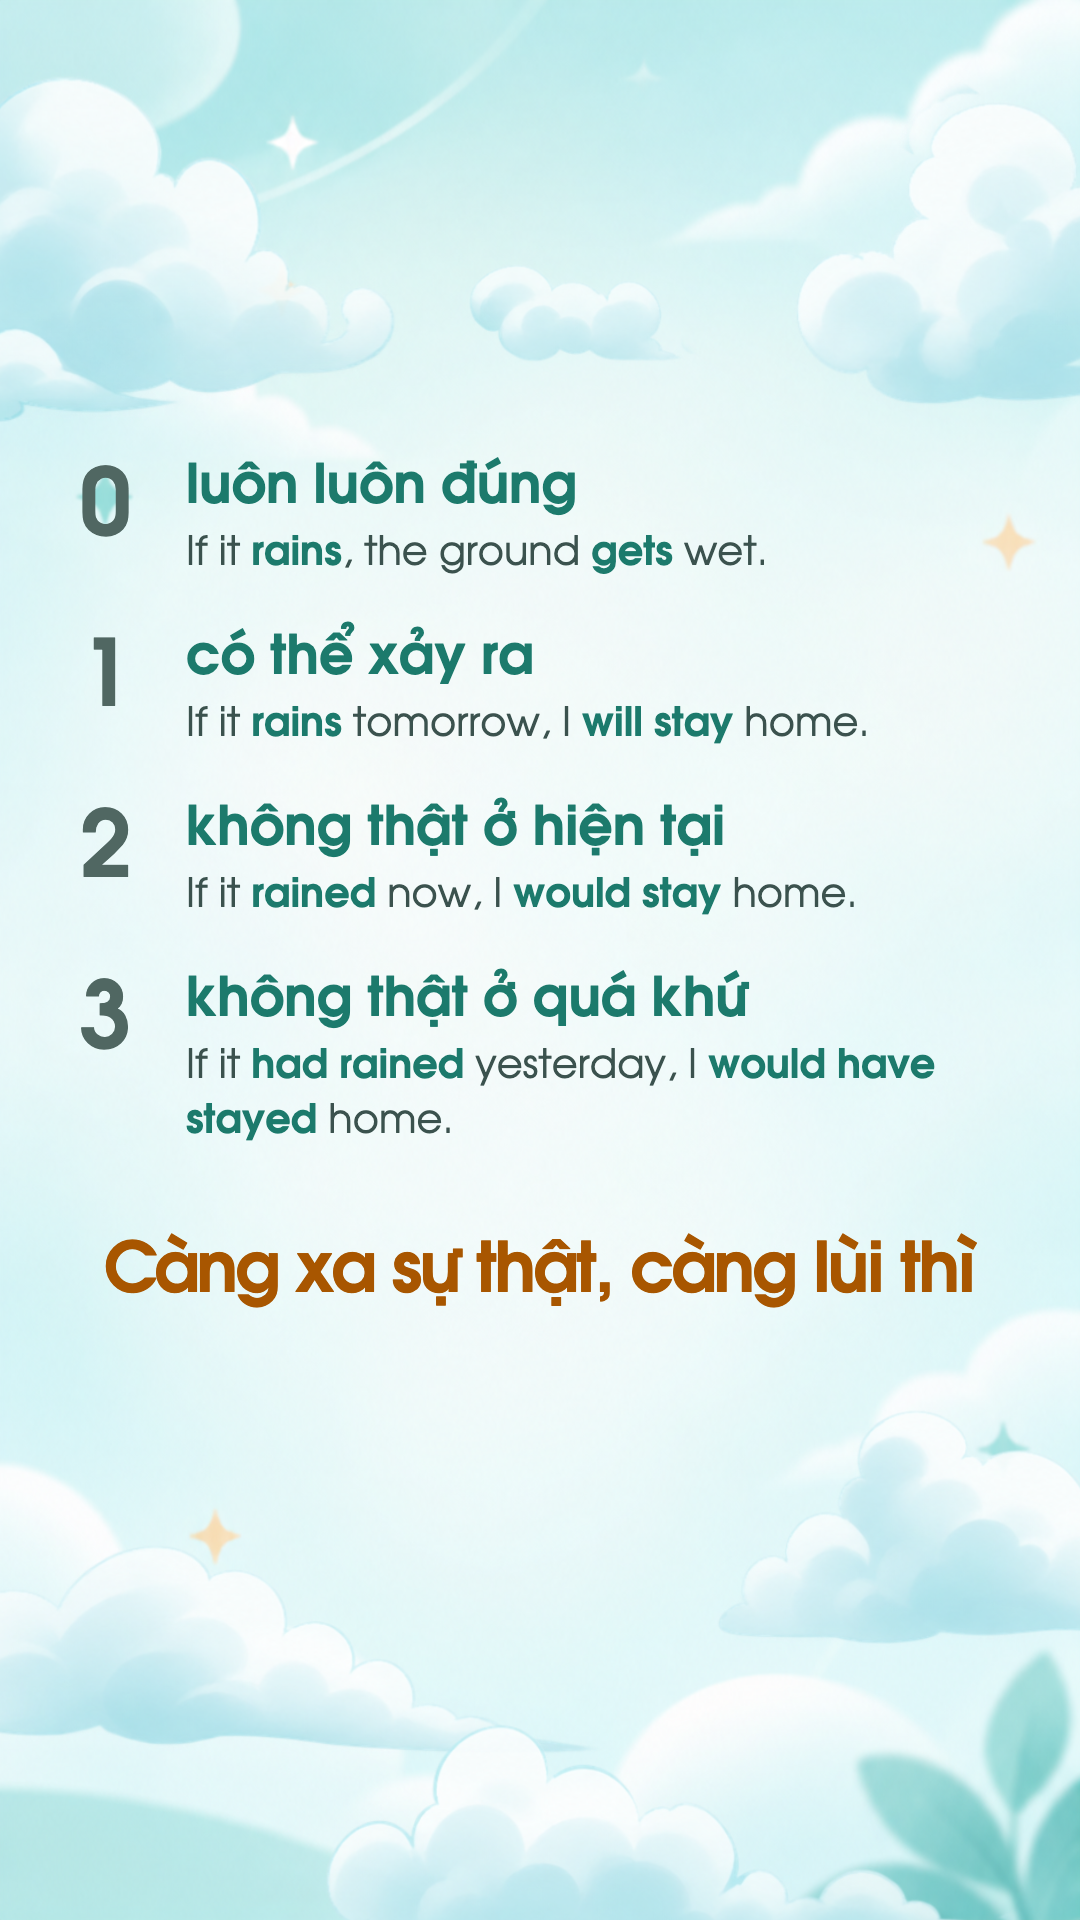 0 luôn luôn đúng
If it rains, the ground gets wet.
1 có thể xảy ra
If it rains tomorrow, I will stay home.
2 không thật ở hiện tại
If it rained now, I would stay home.
3 không thật ở quá khứ
If it had rained yesterday, I would have
stayed home.
Càng xa sự thật, càng lùi thì